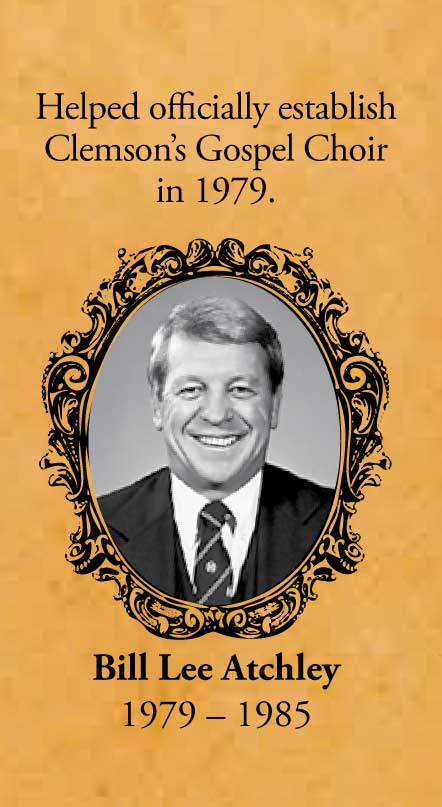 Helped officially establish
Clemson’s Gospel Choir
in 1979.
Bill Lee Atchley
1979 – 1985